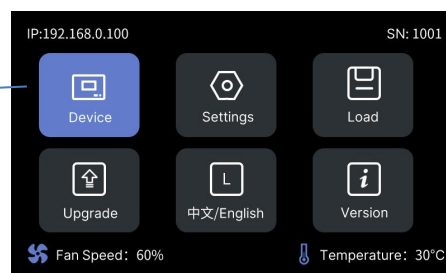 IP:192.168.0.100 SN: 1001
Device Settings Load
L
Upgrade 中文/English Version
Fan Speed: 60% Temperature: 30°C